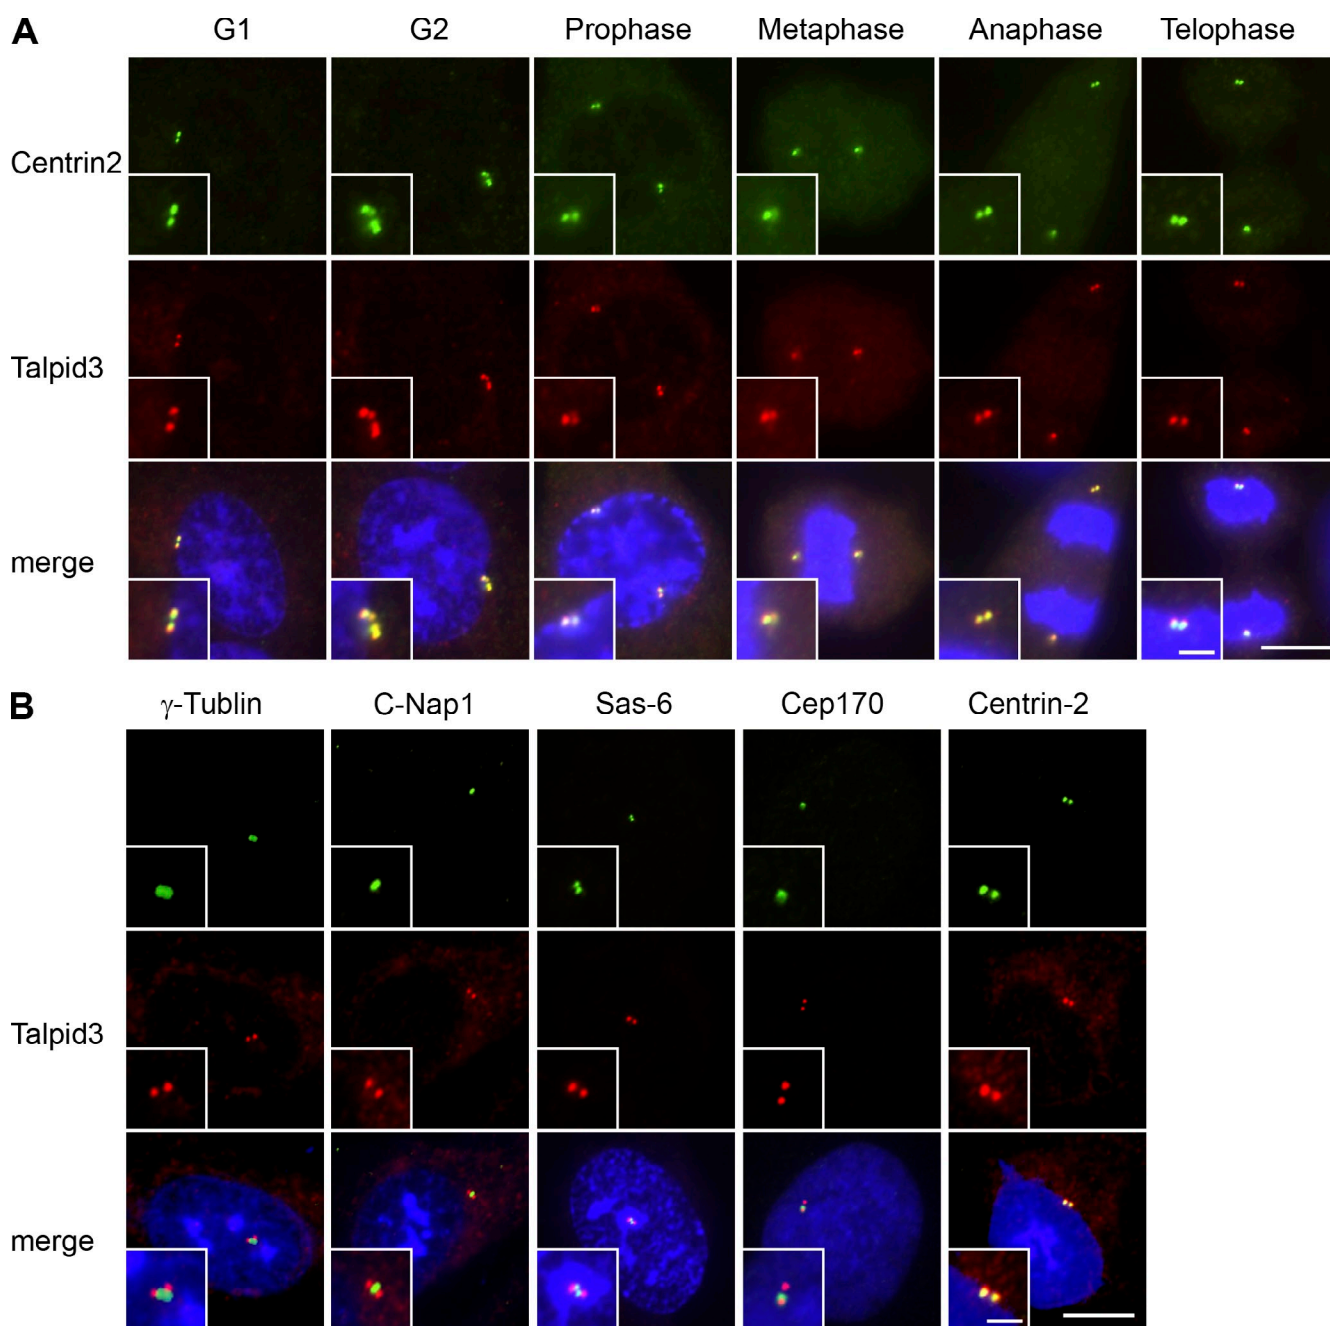 A G1 G2 Prophase Metaphase Anaphase Telophase
Centrin2
Talpid3
merge
B γ-Tublin C-Nap1 Sas-6 Cep170 Centrin-2
Talpid3
merge